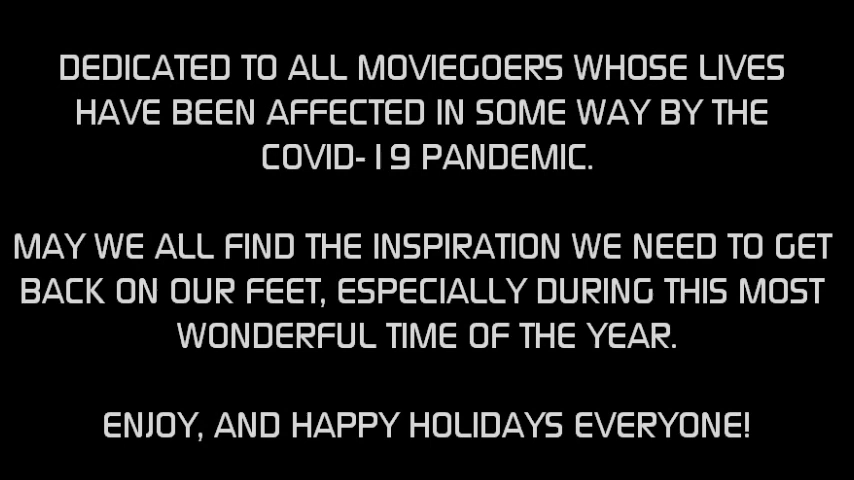 DEDICATED TO ALL MOVIEGOERS WHOSE LIVES
HAVE BEEN AFFECTED IN SOME WAY BY THE
COVID-19 PANDEMIC.
MAY WE ALL FIND THE INSPIRATION WE NEED TO GET
BACK ON OUR FEET, ESPECIALLY DURING THIS MOST
WONDERFUL TIME OF THE YEAR.
ENJOY, AND HAPPY HOLIDAYS EVERYONE!